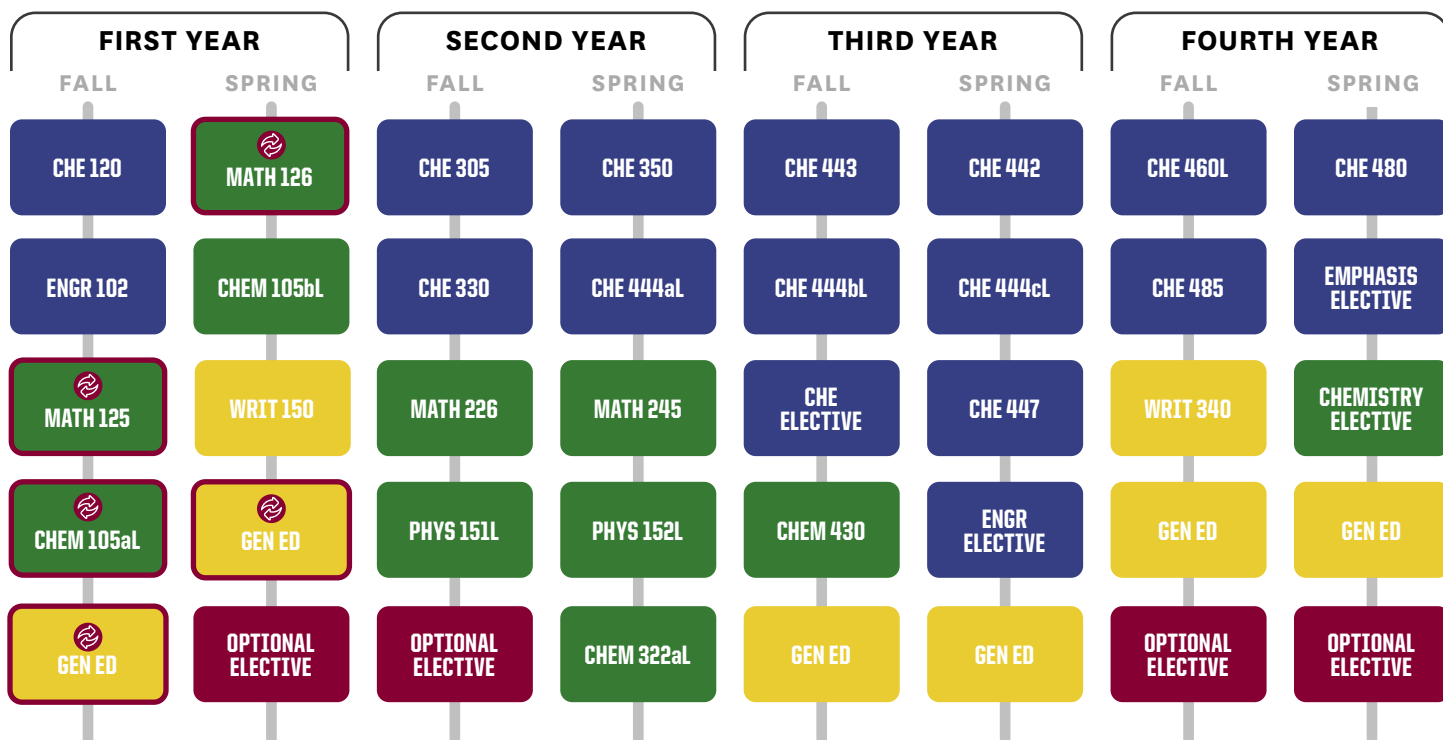 FIRST YEAR
SECOND YEAR
THIRD YEAR
FOURTH YEAR
FALL
SPRING
FALL
SPRING
FALL
SPRING
FALL
SPRING
CHE 120
MATH 126
CHE 305
CHE 350
CHE 443
CHE 442
CHE 460L
CHE 480
ENGR 102
CHEM 105bL
CHE 330
CHE 444aL
CHE 444bL
CHE 444cL
CHE 485
EMPHASIS
ELECTIVE
MATH 125
WRIT 150
MATH 226
MATH 245
CHE
ELECTIVE
CHE 447
WRIT 340
CHEMISTRY
ELECTIVE
CHEM 105aL
GEN ED
PHYS 151L
PHYS 152L
CHEM 430
ENGR
ELECTIVE
GEN ED
GEN ED
GEN ED
OPTIONAL
ELECTIVE
OPTIONAL
ELECTIVE
CHEM 322aL
GEN ED
GEN ED
OPTIONAL
ELECTIVE
OPTIONAL
ELECTIVE